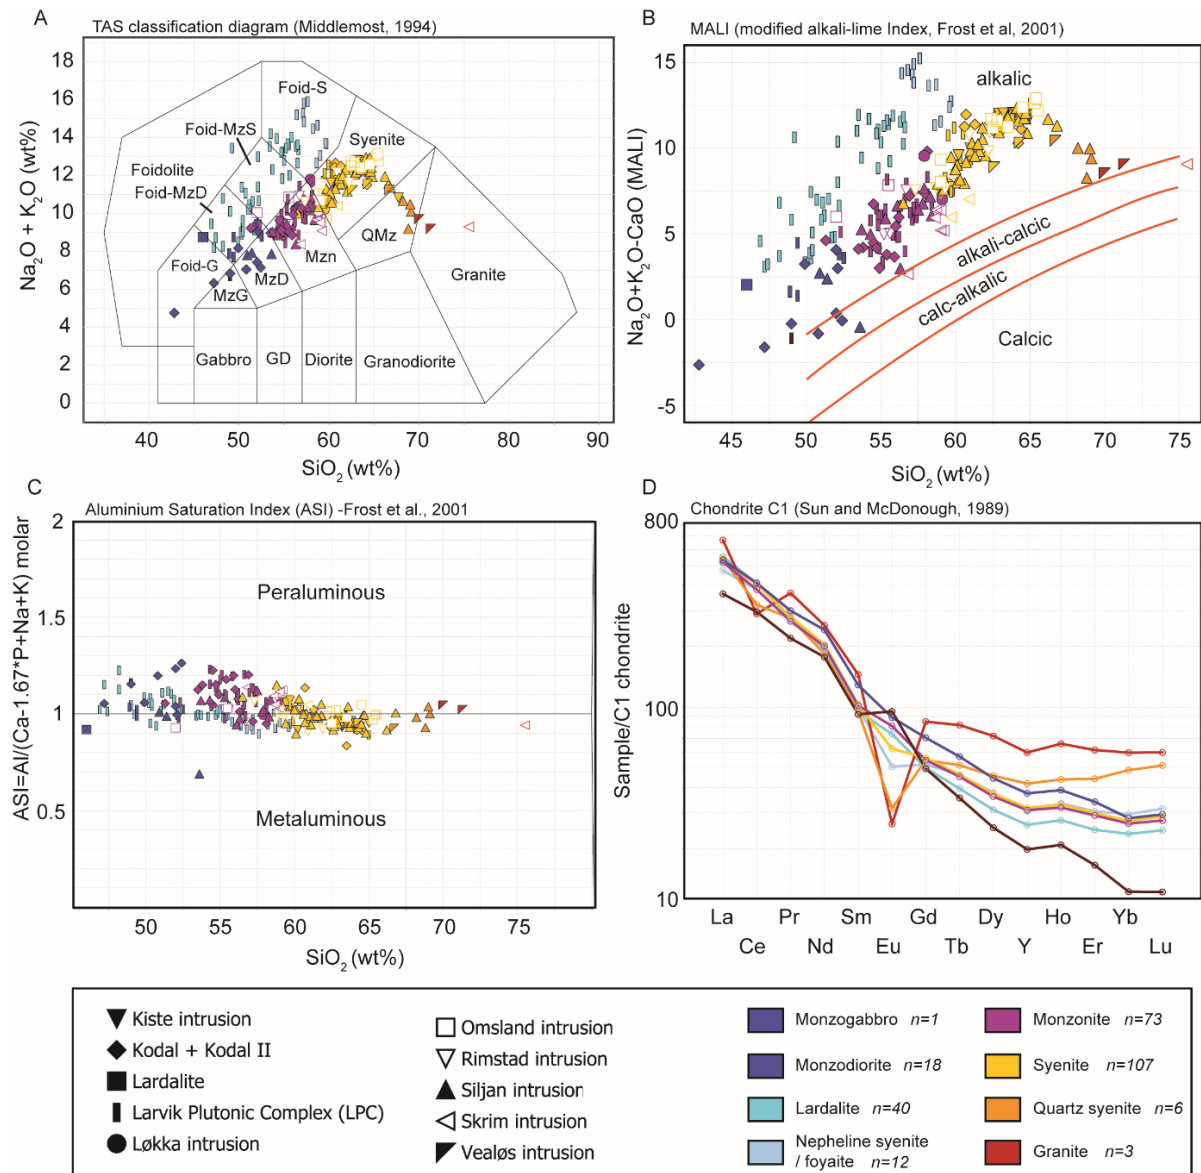 A
TAS classification diagram (Middlemost, 1994)
Na2O + K2O (wt%)
18
16
14
12
10
8
6
4
2
0
Foid-S
Foid-MzS
Syenite
Foidolite
Foid-MzD
QMz
Mzn
Foid-G
MzD
MzG
Granite
Gabbro
GD
Diorite
Granodiorite
40
50
60
70
80
90
SiO2 (wt%)
B
MALI (modified alkali-lime Index, Frost et al, 2001)
Na2O+K2O-CaO (MALI)
15
10
5
0
-5
alkalic
alkali-calcic
calc-alkalic
Calcic
45
50
55
60
65
70
75
SiO2 (wt%)
C
Aluminium Saturation Index (ASI) -Frost et al., 2001
ASI=Al/(Ca-1.67*P+Na+K) molar
2
1.5
1
0.5
Peraluminous
Metaluminous
50
55
60
65
70
75
SiO2 (wt%)
D
Chondrite C1 (Sun and McDonough, 1989)
Sample/C1 chondrite
800
100
10
La
Pr
Sm
Gd
Dy
Ho
Yb
Ce
Nd
Eu
Tb
Y
Er
Lu
Kiste intrusion
Kodal + Kodal II
Lardalite
Larvik Plutonic Complex (LPC)
Løkka intrusion
Omsland intrusion
Rimstad intrusion
Siljan intrusion
Skrim intrusion
Vealøs intrusion
Monzogabbro n=1
Monzodiorite n=18
Lardalite n=40
Nepheline syenite
/ foyaite n=12
Monzonite n=73
Syenite n=107
Quartz syenite n=6
Granite n=3